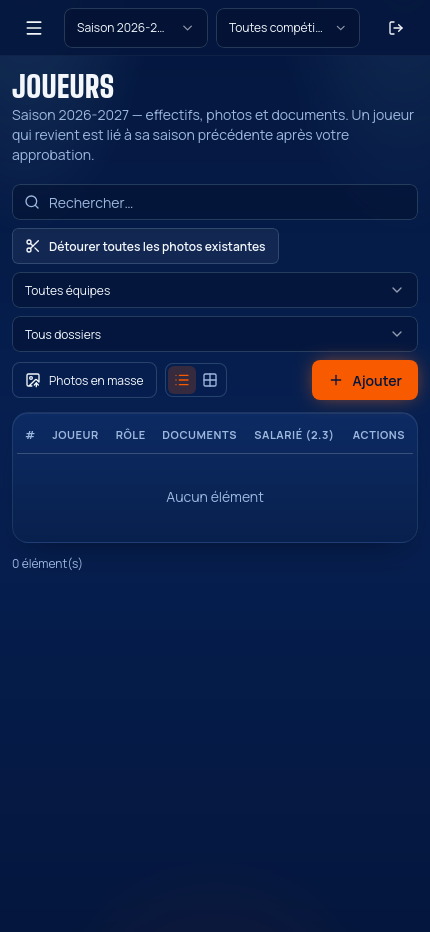 Saison 2026-2...
Toutes compéti...
JOUEURS
Saison 2026-2027 — effectifs, photos et documents. Un joueur
qui revient est lié à sa saison précédente après votre
approbation.
Rechercher...
Détourer toutes les photos existantes
Toutes équipes
Tous dossiers
Photos en masse
Ajouter
# JOUEUR RÔLE DOCUMENTS SALARIÉ (2.3) ACTIONS
Aucun élément
0 élément(s)